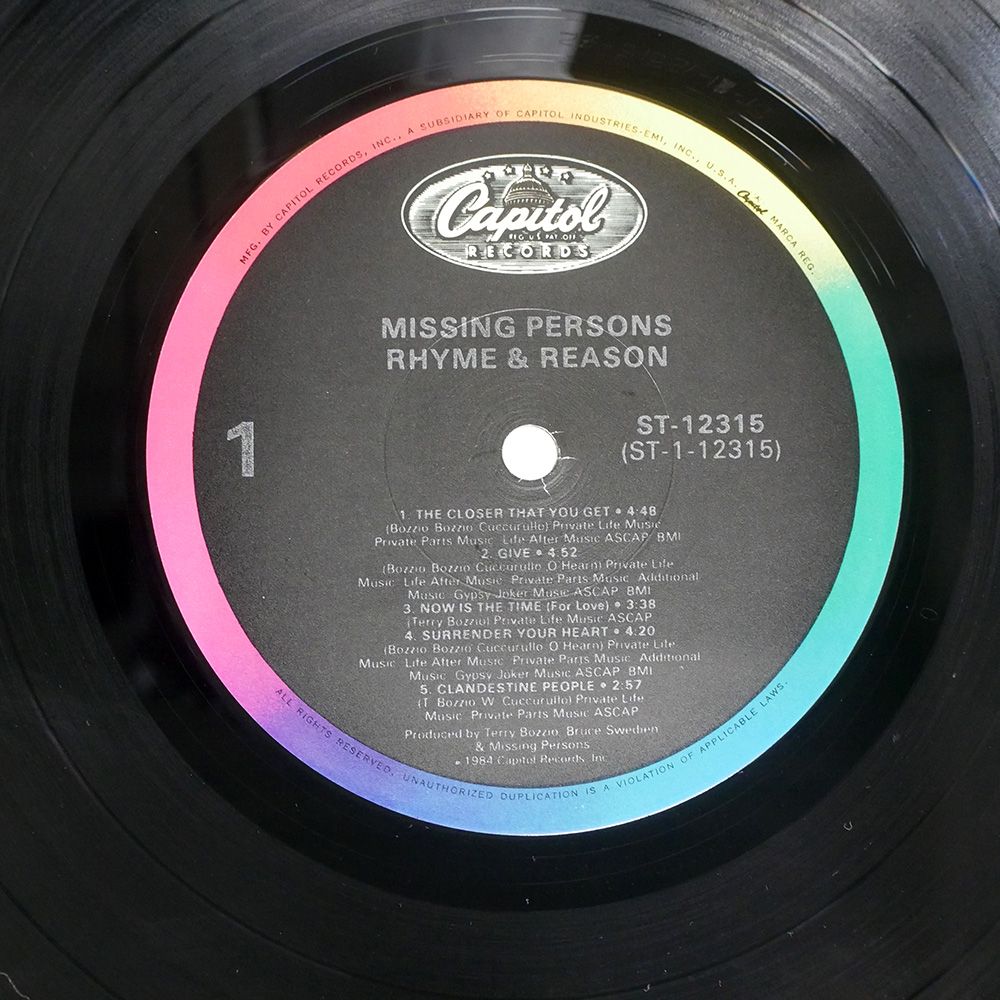 MFG. BY CAPITOL RECORDS, INC., A SUBSIDIARY OF CAPITOL INDUSTRIES-EMI, INC., U.S.A. Capitol MARCA REG.
Capitol
REG U S PAT OFF
RECORDS
MISSING PERSONS
RHYME & REASON
1
ST-12315
(ST-1-12315)
1. THE CLOSER THAT YOU GET • 4:48
(Bozzio Bozzio Cuccurullo) Private Life Music
Private Parts Music Life After Music ASCAP BMI
2. GIVE • 4:52
(Bozzio Bozzio Cuccurullo O Hearn) Private Life
Music Life After Music Private Parts Music Additional
Music Gypsy Joker Music ASCAP BMI
3. NOW IS THE TIME (For Love) • 3:38
(Terry Bozzio) Private Life Music ASCAP
4. SURRENDER YOUR HEART • 4:20
(Bozzio Bozzio Cuccurullo O Hearn) Private Life
Music Life After Music Private Parts Music Additional
Music Gypsy Joker Music ASCAP BMI
5. CLANDESTINE PEOPLE • 2:57
(T Bozzio W Cuccurullo) Private Life
Music Private Parts Music ASCAP
Produced by Terry Bozzio, Bruce Swedien
& Missing Persons
1984 Capitol Records, Inc
ALL RIGHTS RESERVED. UNAUTHORIZED DUPLICATION IS A VIOLATION OF APPLICABLE LAWS.